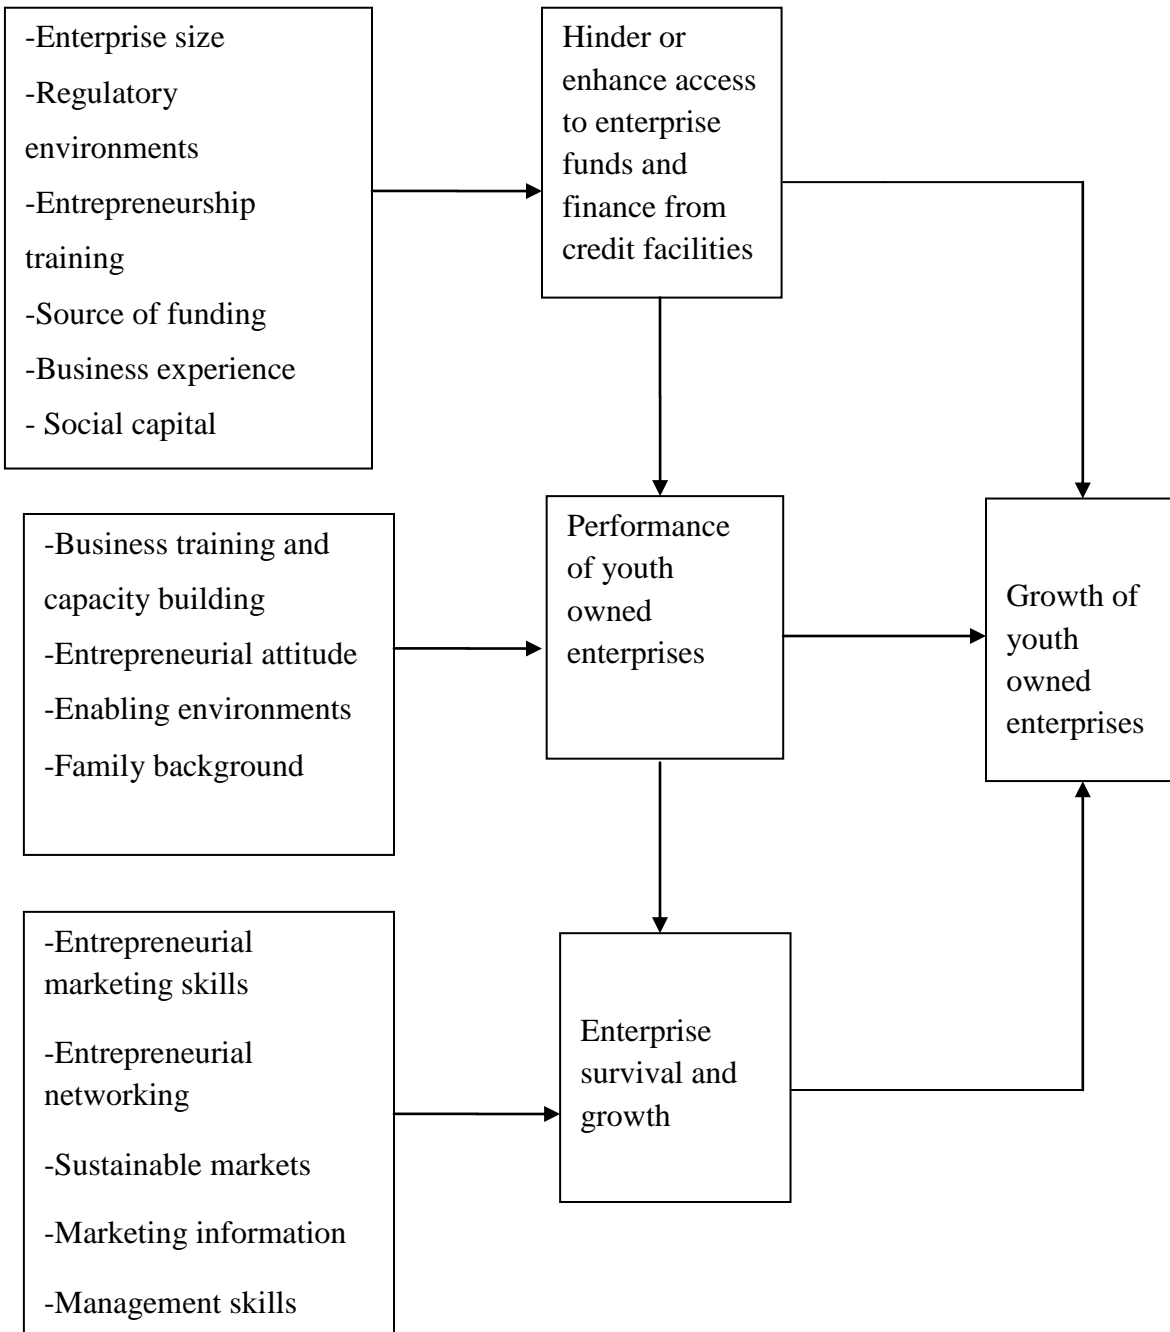 -Enterprise size
-Regulatory
environments
-Entrepreneurship
training
-Source of funding
-Business experience
- Social capital
Hinder or
enhance access
to enterprise
funds and
finance from
credit facilities
-Business training and
capacity building
-Entrepreneurial attitude
-Enabling environments
-Family background
Performance
of youth
owned
enterprises
Growth of
youth
owned
enterprises
-Entrepreneurial
marketing skills
-Entrepreneurial
networking
-Sustainable markets
-Marketing information
-Management skills
Enterprise
survival and
growth